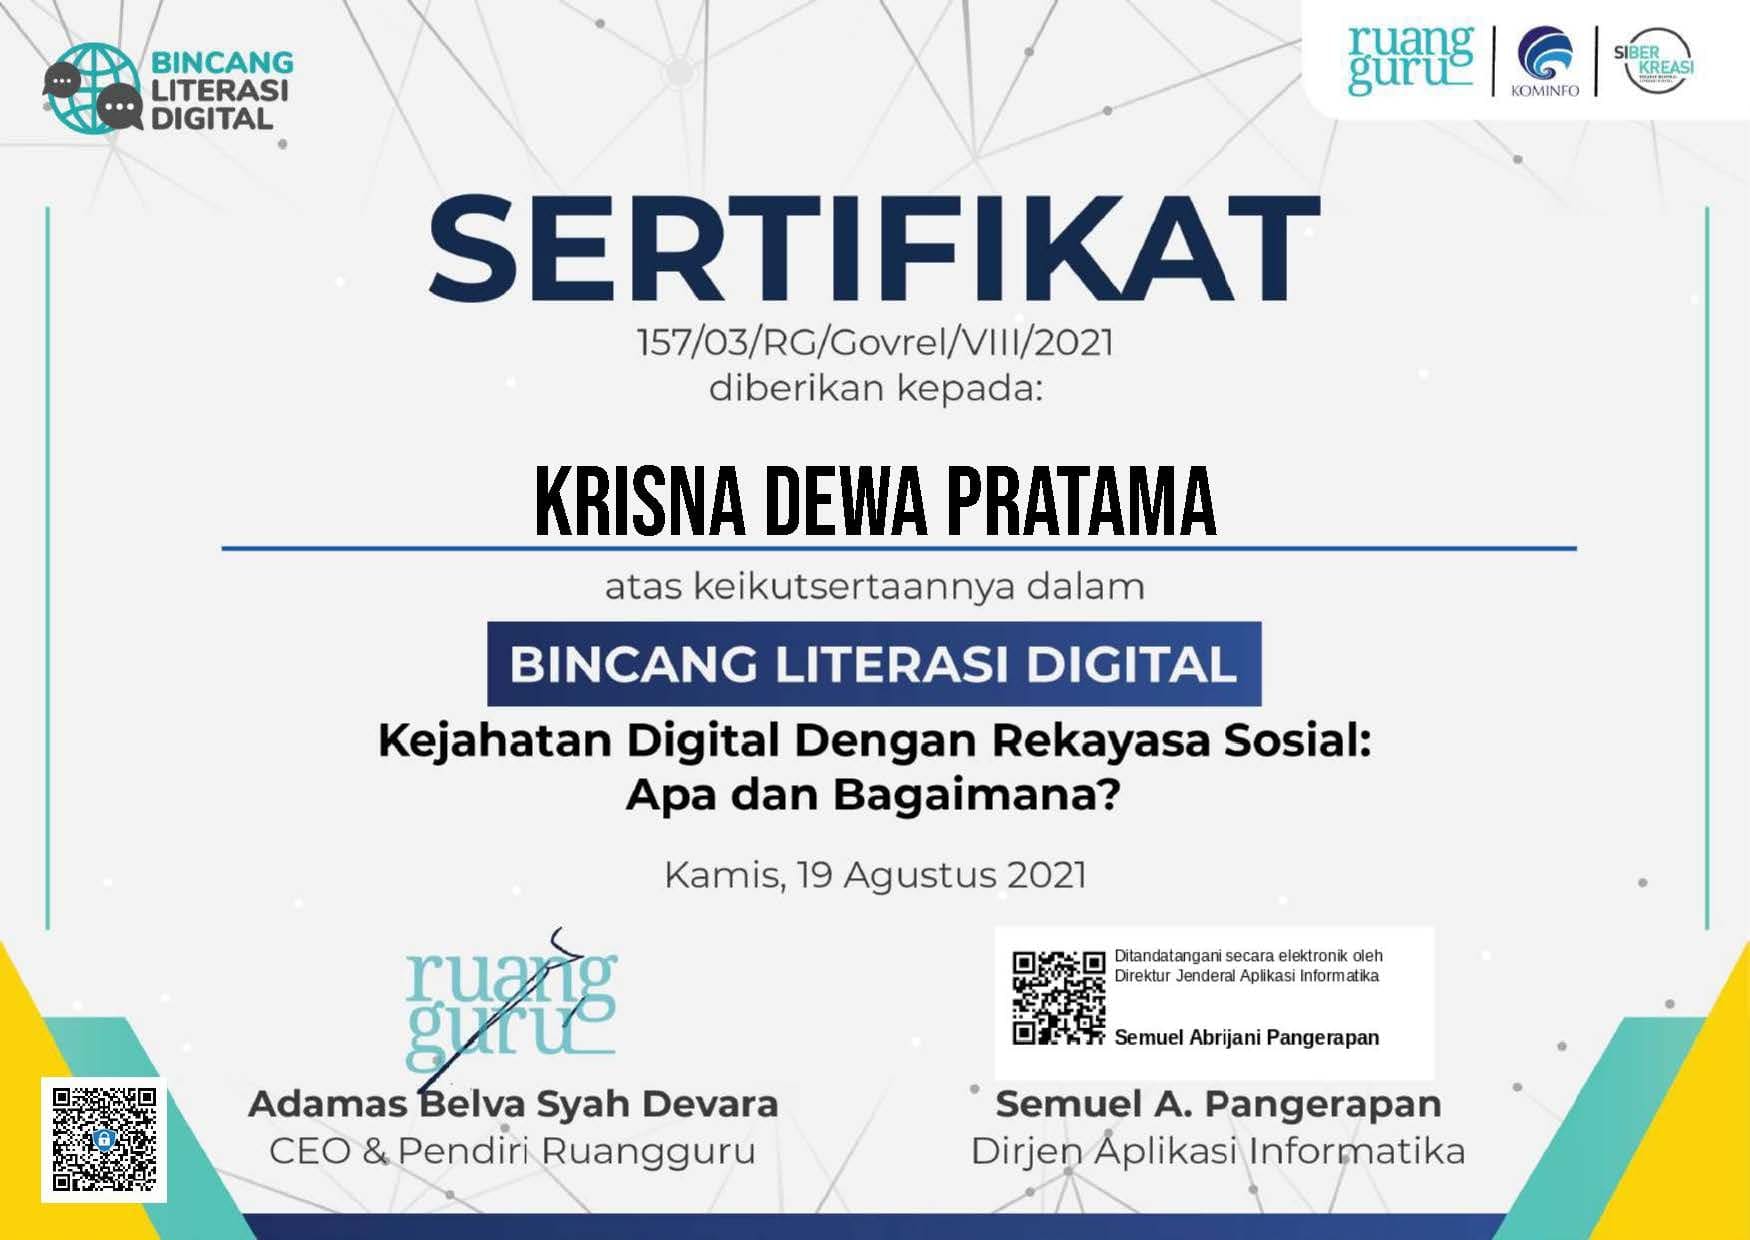 BINCANG
LITERASI
DIGITAL
ruang
guru
KOMINFO
SIBER
KREASI
SERTIFIKAT
157/03/RG/Govrel/VIII/2021
diberikan kepada:
KRISNA DEWA PRATAMA
atas keikutsertaannya dalam
BINCANG LITERASI DIGITAL
Kejahatan Digital Dengan Rekayasa Sosial:
Apa dan Bagaimana?
Kamis, 19 Agustus 2021
ruang
guru
Ditandatangani secara elektronik oleh
Direktur Jenderal Aplikasi Informatika
Semuel Abrijani Pangerapan
Adamas Belva Syah Devara
CEO & Pendiri Ruangguru
Semuel A. Pangerapan
Dirjen Aplikasi Informatika